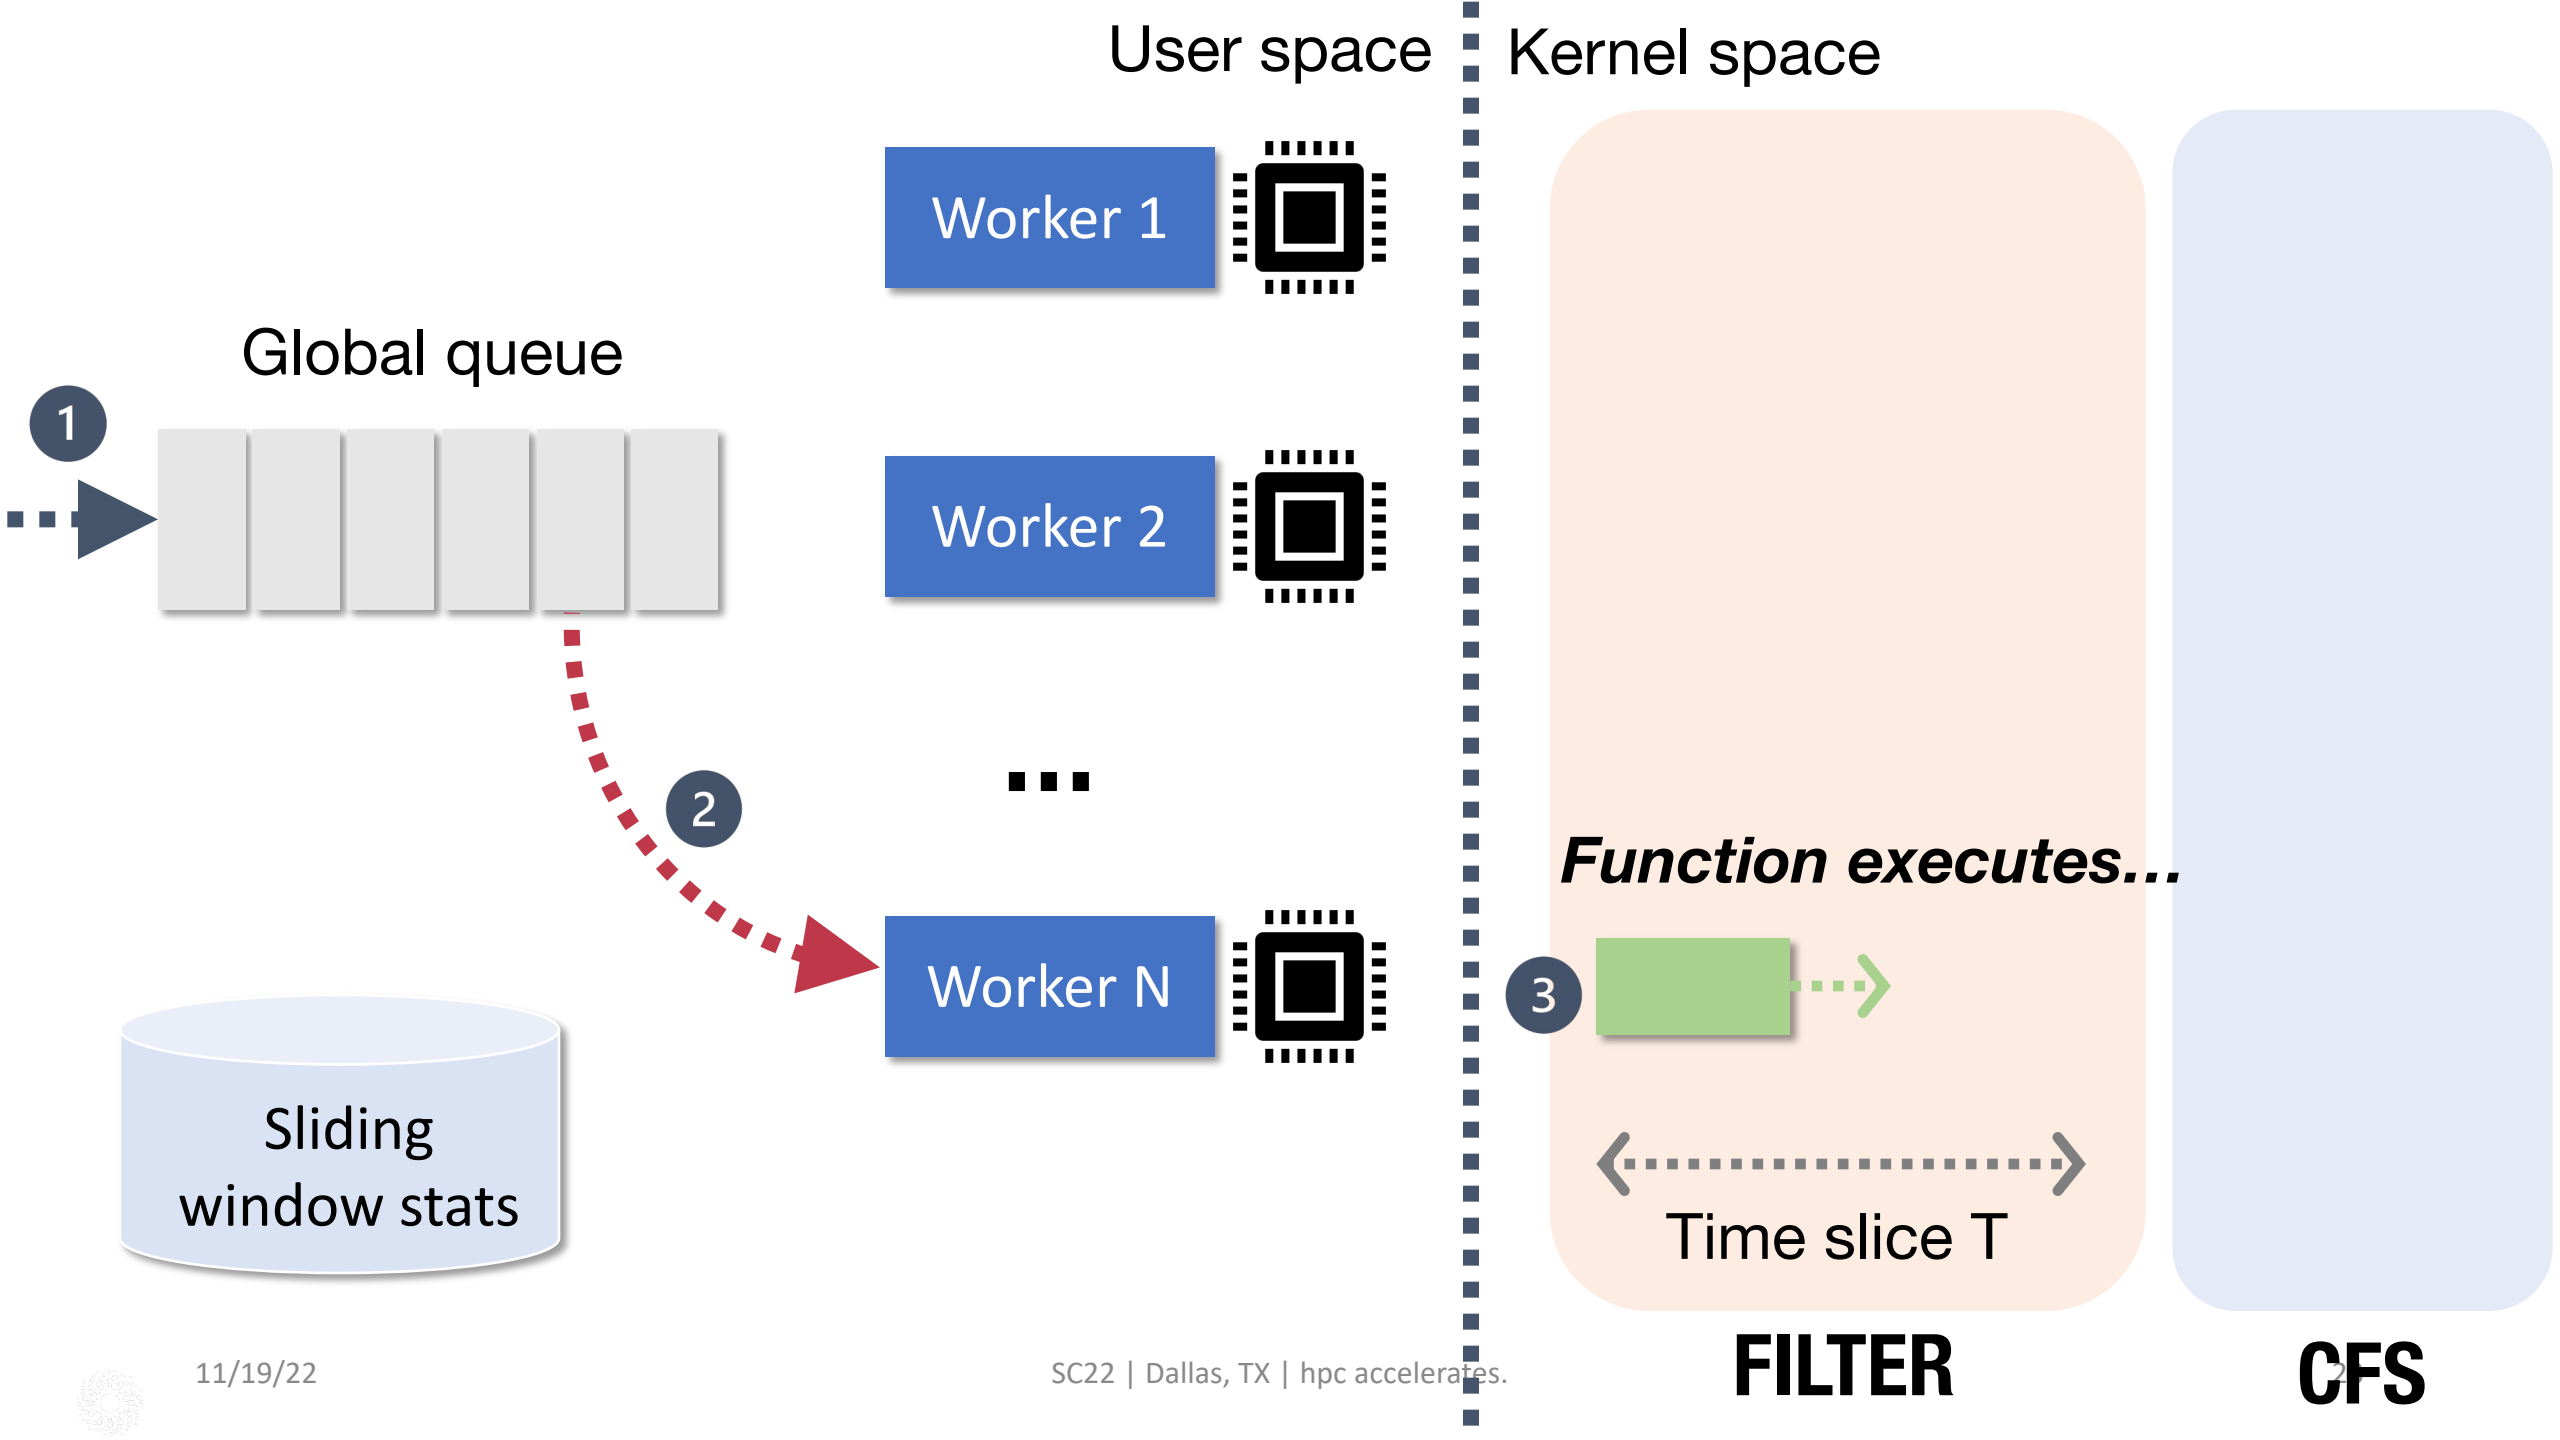 User space
Kernel space
Worker 1
Global queue
1
Worker 2
2
...
Function executes...
Worker N
3
Sliding
window stats
Time slice T
FILTER
CFS
11/19/22
SC22 | Dallas, TX | hpc accelerates.